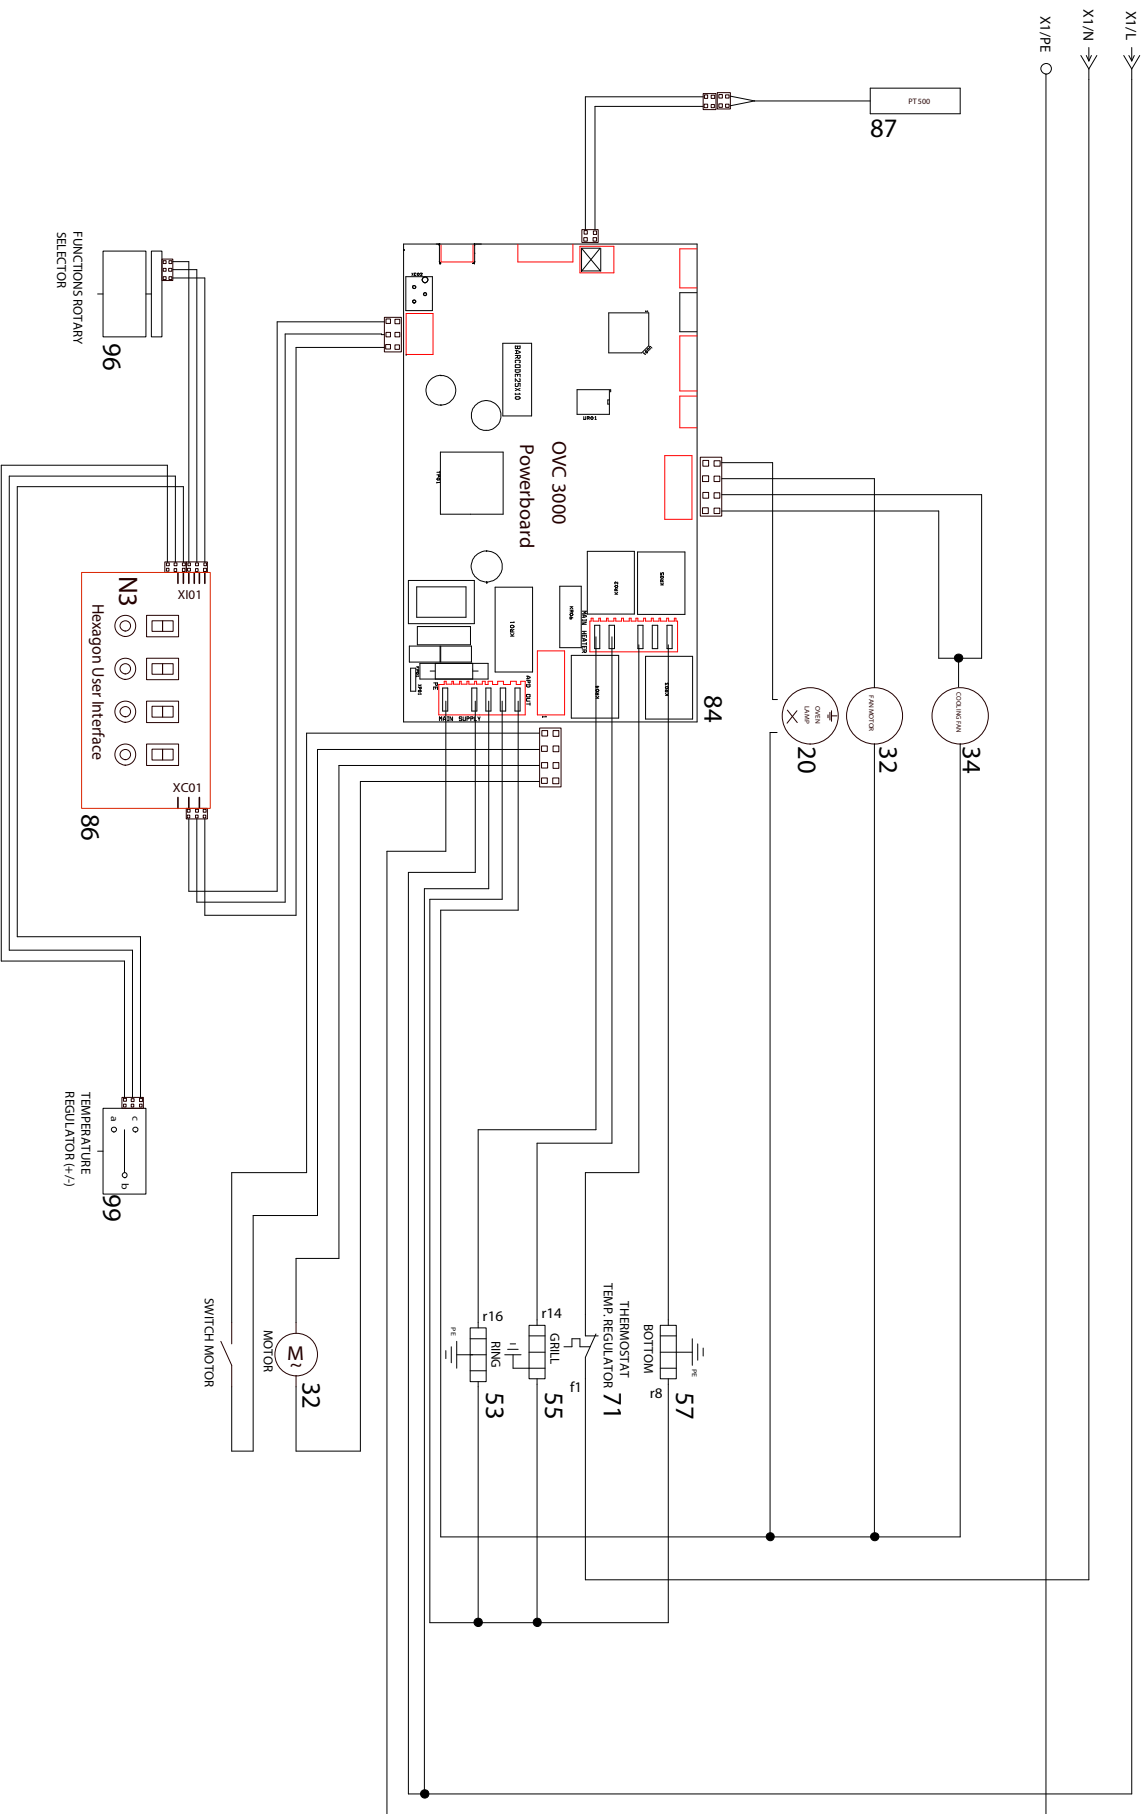 X1/L
X1/N
X1/PE
PT500
87
FUNCTIONS ROTARY
SELECTOR
96
BARCODE25X10
OVC 3000
Powerboard
MAIN HEATER
APP OUT
PE
MAIN SUPPLY
84
OVEN
LAMP
20
FAN MOTOR
32
COOLING FAN
34
XI01
N3
Hexagon User Interface
XC01
86
TEMPERATURE
REGULATOR (+/-)
a
c
b
99
SWITCH MOTOR
MOTOR
M
~
32
r16
PE
RING
53
r14
GRILL
55
THERMOSTAT
TEMP. REGULATOR
71
f1
BOTTOM
r8
PE
57